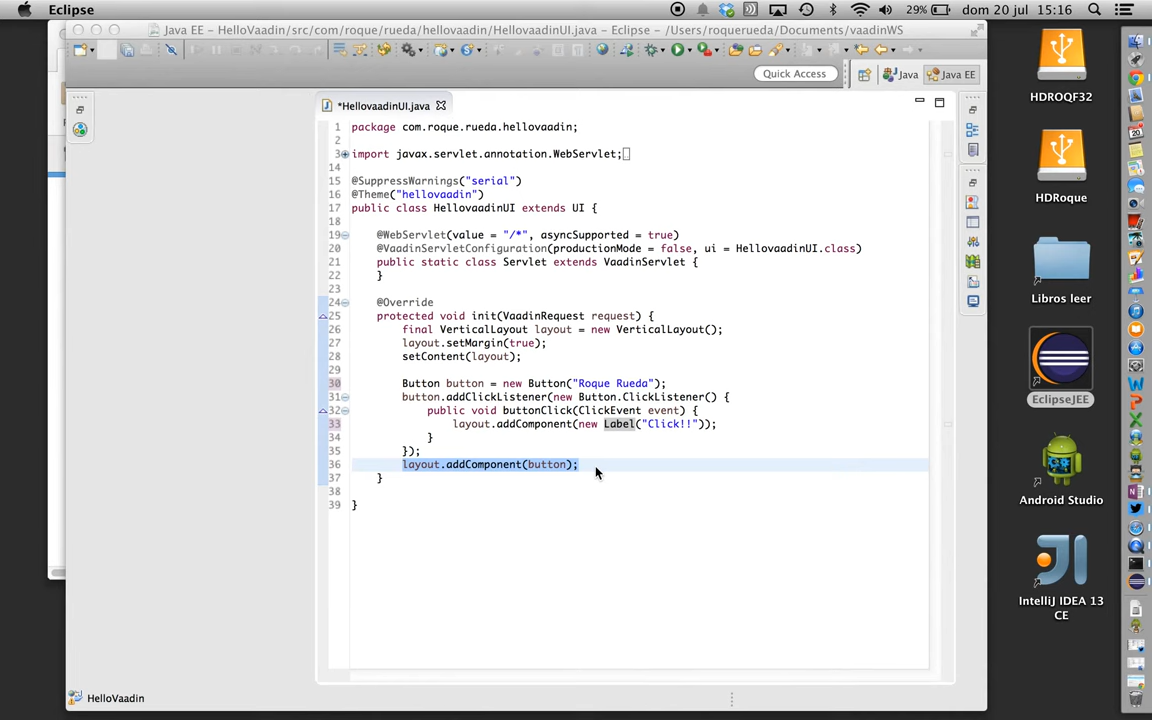 Eclipse
29%
dom 20 jul 15:16
Java EE - HelloVaadin/src/com/roque/rueda/hellovaadin/HellovaadinUI.java - Eclipse - /Users/roquerueda/Documents/vaadinWS
Quick Access
Java
Java EE
*HellovaadinUI.java
1 package com.roque.rueda.hellovaadin;
2
3 import javax.servlet.annotation.WebServlet;
14
15 @SuppressWarnings("serial")
16 @Theme("hellovaadin")
17 public class HellovaadinUI extends UI {
18
19 @WebServlet(value = "/*", asyncSupported = true)
20 @VaadinServletConfiguration(productionMode = false, ui = HellovaadinUI.class)
21 public static class Servlet extends VaadinServlet {
22 }
23
24 @Override
25 protected void init(VaadinRequest request) {
26 final VerticalLayout layout = new VerticalLayout();
27 layout.setMargin(true);
28 setContent(layout);
29
30 Button button = new Button("Roque Rueda");
31 button.addClickListener(new Button.ClickListener() {
32 public void buttonClick(ClickEvent event) {
33 layout.addComponent(new Label("Click!!"));
34 }
35 });
36 layout.addComponent(button);
37 }
38
39 }
HelloVaadin
HDROQF32
HDRoque
Libros leer
EclipseJEE
Android Studio
IntelliJ IDEA 13
CE